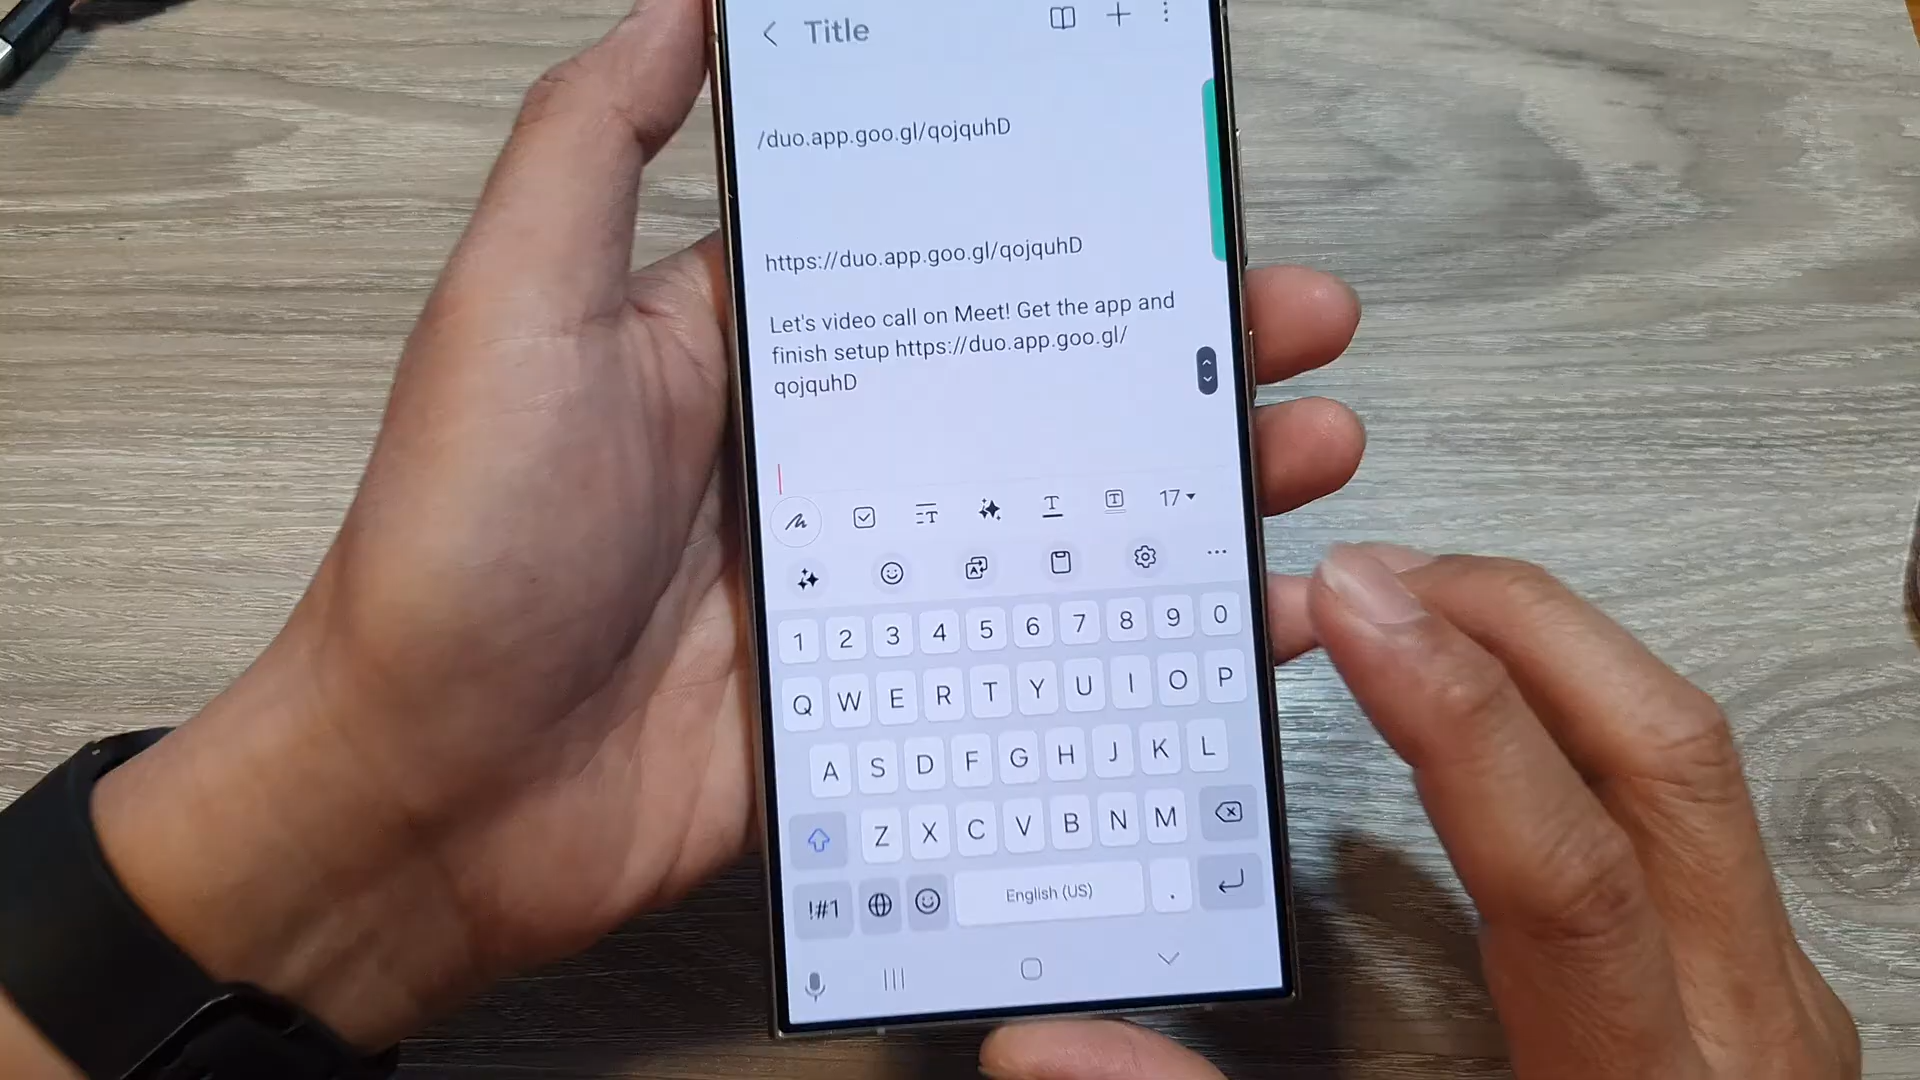 Title
/duo.app.goo.gl/qojquhD
https://duo.app.goo.gl/qojquhD
Let's video call on Meet! Get the app and
finish setup https://duo.app.goo.gl/
qojquhD
17
1 2 3 4 5 6 7 8 9 0
Q W E R T Y U I O P
A S D F G H J K L
Z X C V B N M
!#1 English (US) .